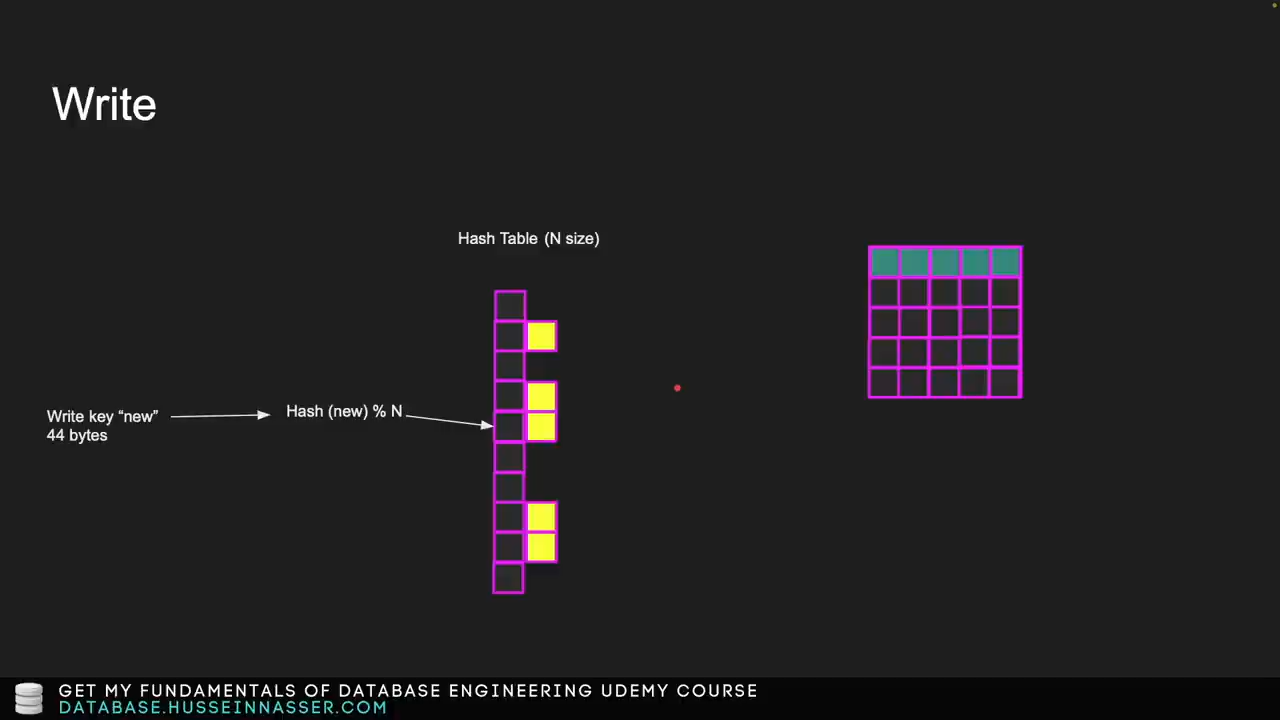 Write
Hash Table (N size)
Write key “new”
44 bytes
Hash (new) % N
GET MY FUNDAMENTALS OF DATABASE ENGINEERING UDEMY COURSE
DATABASE.HUSSEINNASSER.COM